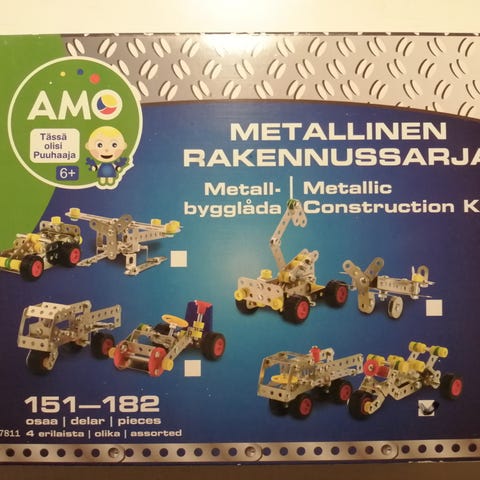 AMO
Tässä
olisi
Puuhaaja
6+
METALLINEN
RAKENNUSSARJA
Metall-
bygglåda
Metallic
Construction K
151—182
osaa | delar | pieces
7811 4 erilaista | olika | assorted